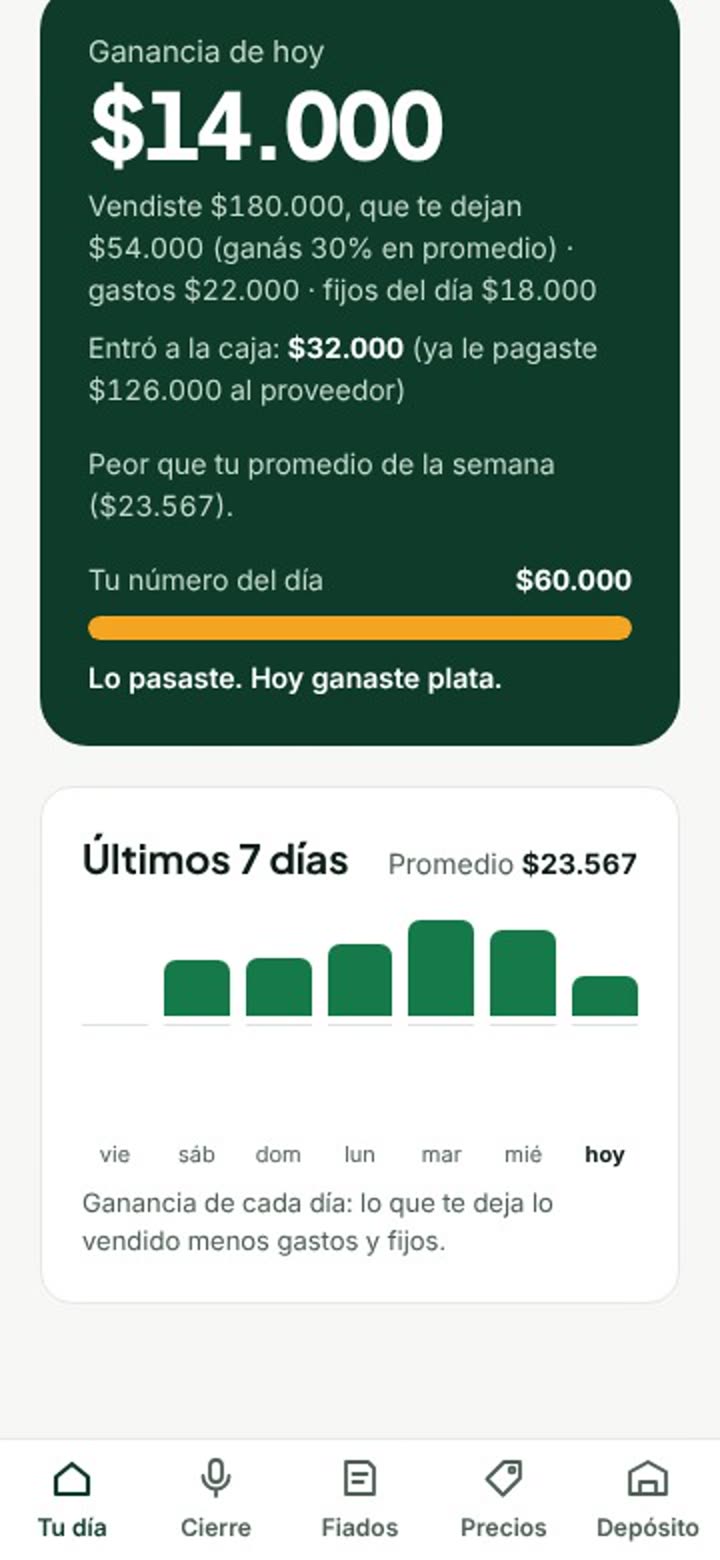 Ganancia de hoy
$14.000
Vendiste $180.000, que te dejan
$54.000 (ganás 30% en promedio) ·
gastos $22.000 · fijos del día $18.000
Entró a la caja: $32.000 (ya le pagaste
$126.000 al proveedor)
Peor que tu promedio de la semana
($23.567).
Tu número del día $60.000
Lo pasaste. Hoy ganaste plata.
Últimos 7 días Promedio $23.567
vie sáb dom lun mar mié hoy
Ganancia de cada día: lo que te deja lo
vendido menos gastos y fijos.
Tu día Cierre Fiados Precios Depósito